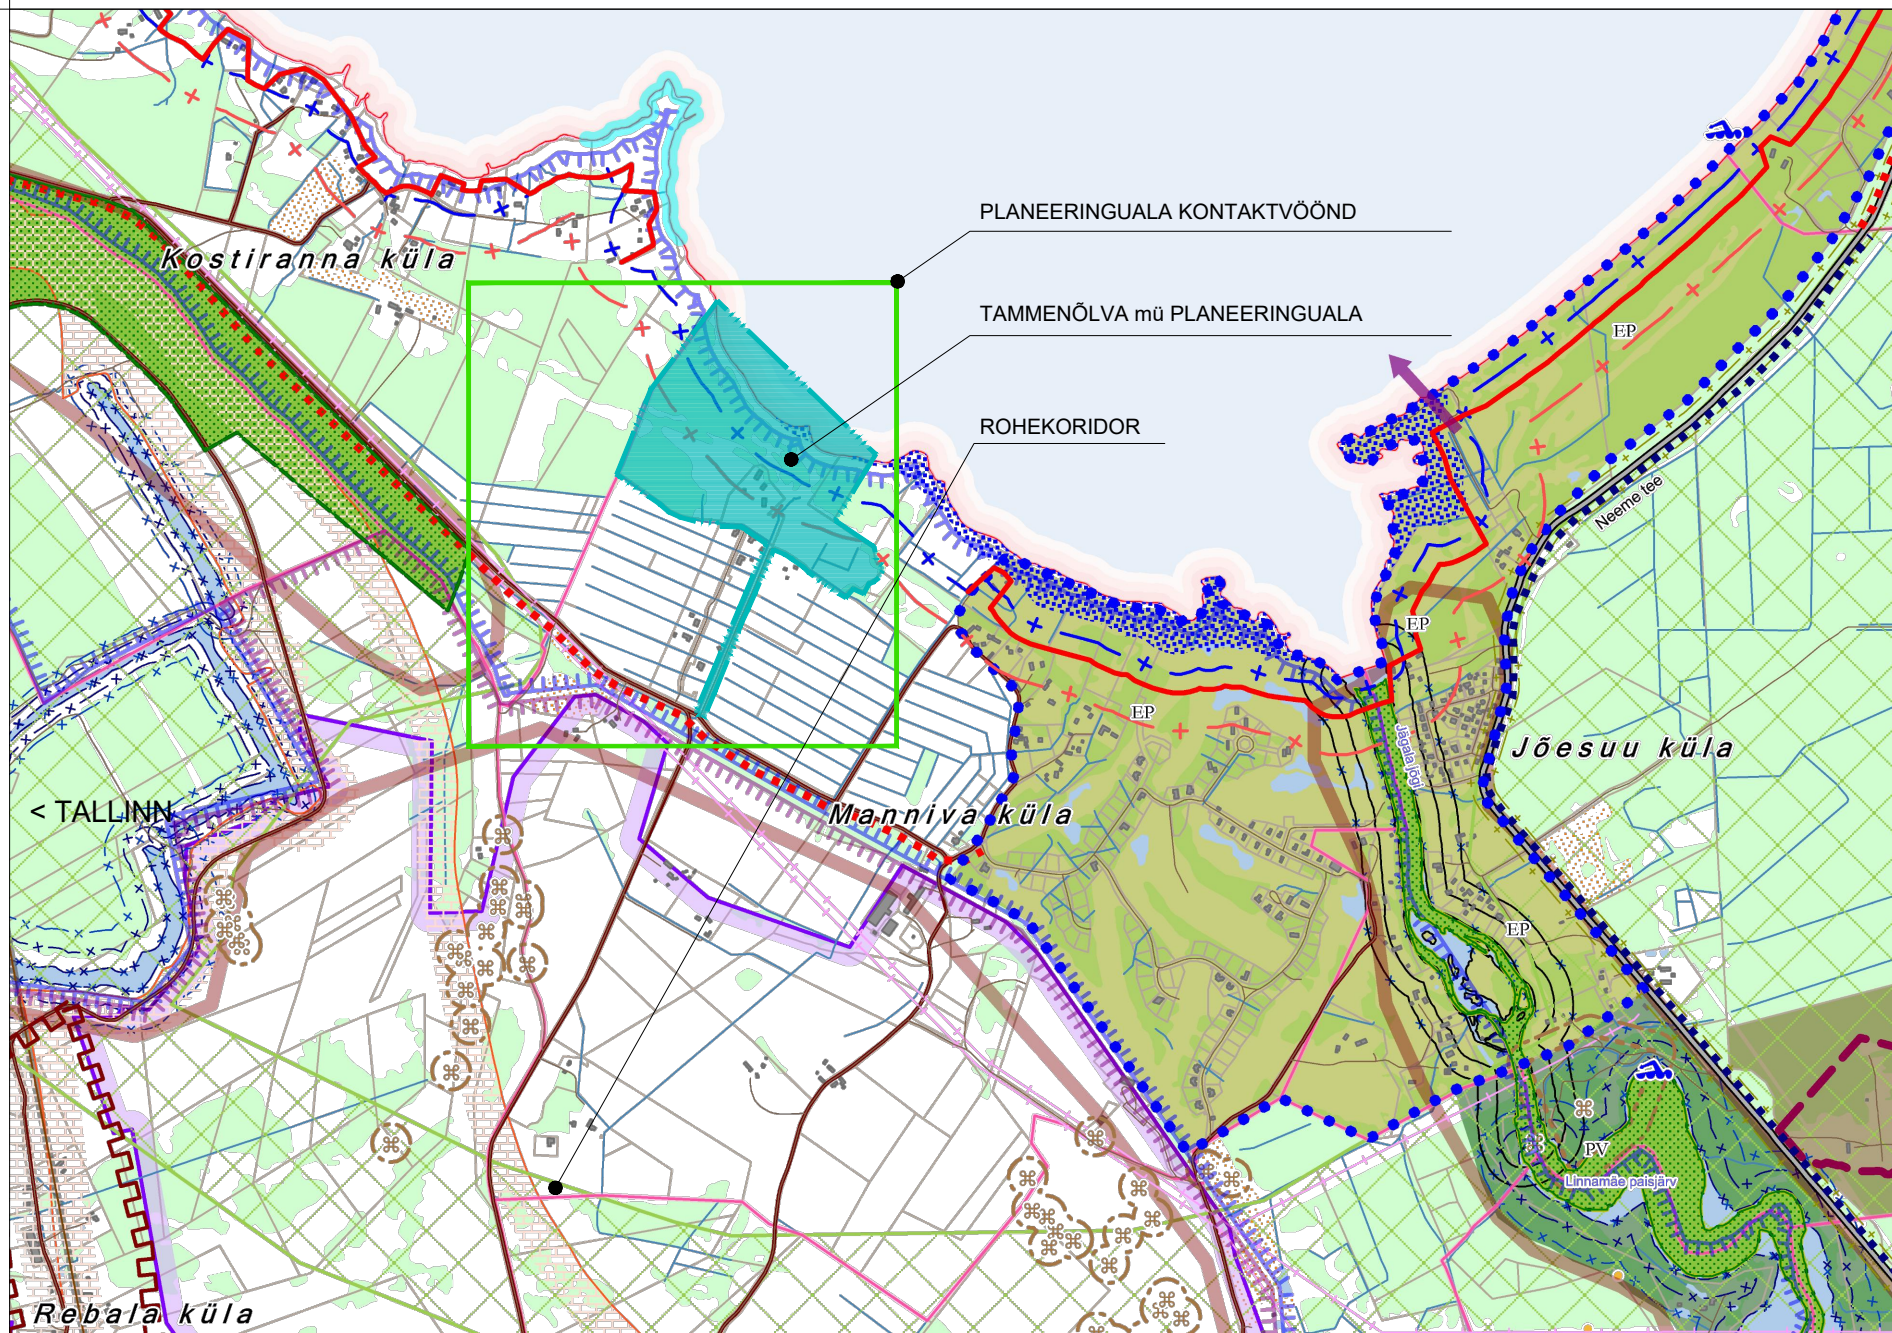 PLANEERINGUALA KONTAKTVÖÖND
Kostiranna küla
TAMMENÕLVA mü PLANEERINGUALA
EP
ROHEKORIDOR
Neeme tee
EP
EP
Jõesuu küla
Jägala jõgi
< TALLINN
Manniva küla
EP
PV
Linnamäe paisjärv
Rebala küla